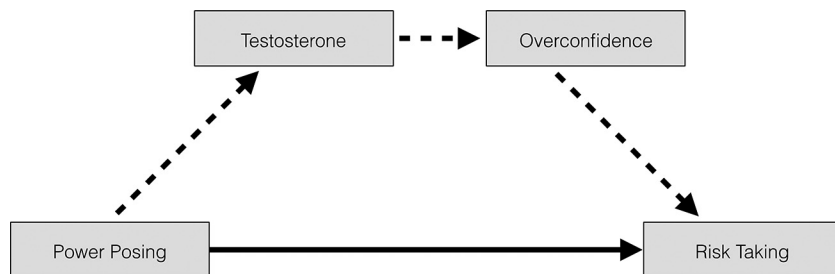 Testosterone
Overconfidence
Power Posing
Risk Taking